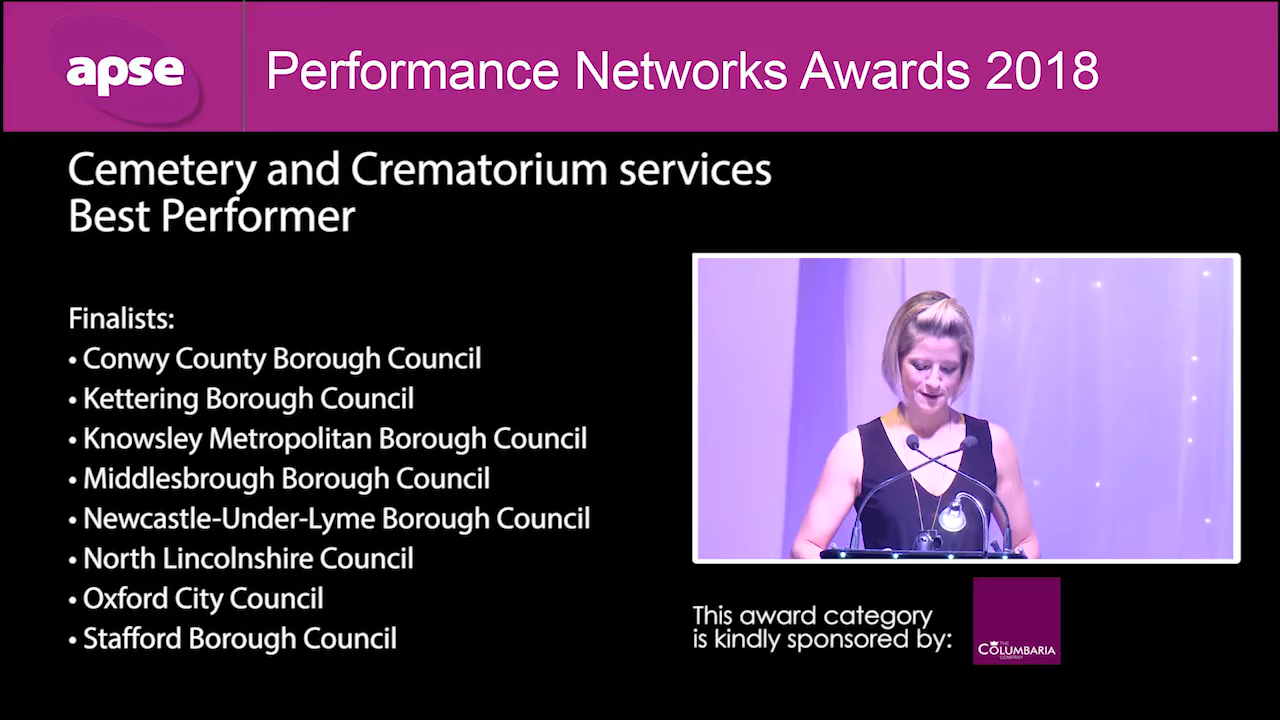 apse
Performance Networks Awards 2018
Cemetery and Crematorium services
Best Performer
Finalists:
• Conwy County Borough Council
• Kettering Borough Council
• Knowsley Metropolitan Borough Council
• Middlesbrough Borough Council
• Newcastle-Under-Lyme Borough Council
• North Lincolnshire Council
• Oxford City Council
• Stafford Borough Council
This award category
is kindly sponsored by:
THE
COLUMBARIA
COMPANY